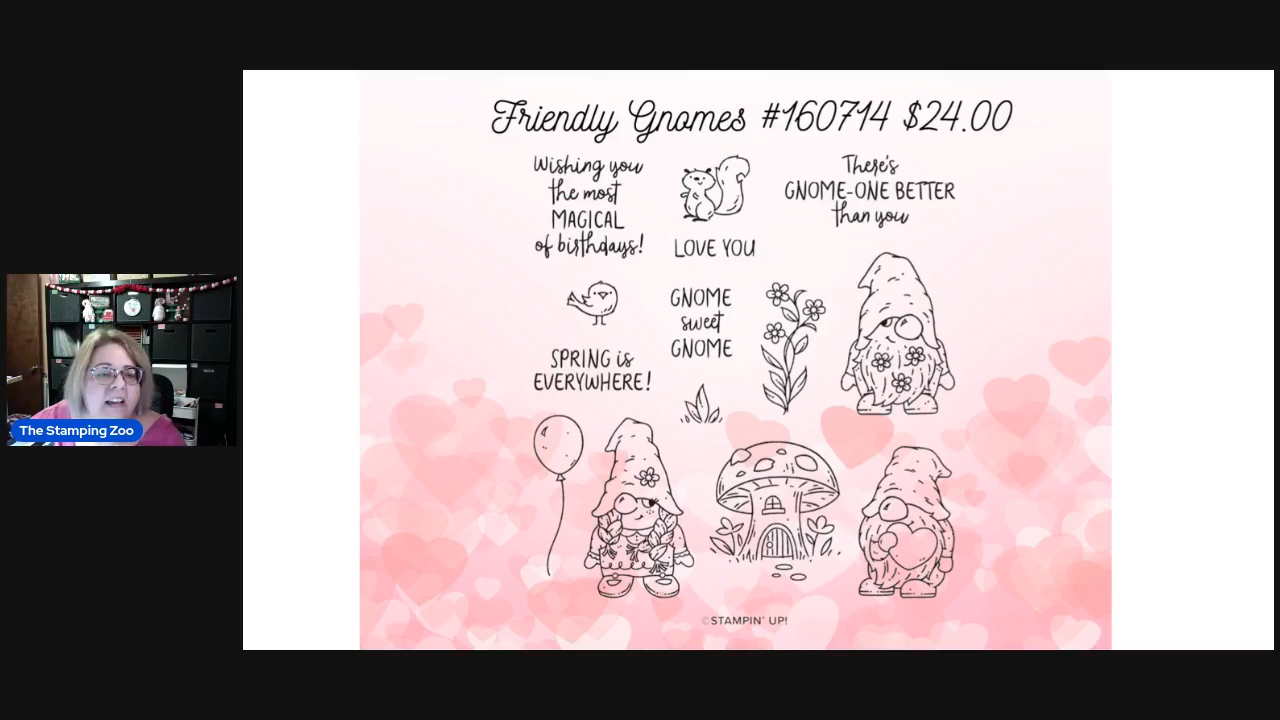 Friendly Gnomes #160714 $24.00
Wishing you
the most
MAGICAL
of birthdays!
LOVE YOU
There's
GNOME-ONE BETTER
than you
GNOME
sweet
GNOME
SPRING is
EVERYWHERE!
The Stamping Zoo
©STAMPIN' UP!